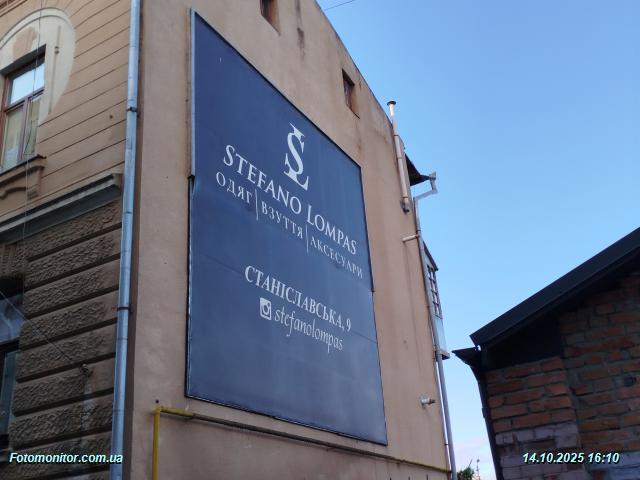 SL
STEFANO LOMPAS
ОДЯГ | ВЗУТТЯ | АКСЕСУАРИ
СТАНІСЛАВСЬКА, 9
stefanolompas
Fotomonitor.com.ua
14.10.2025 16:10